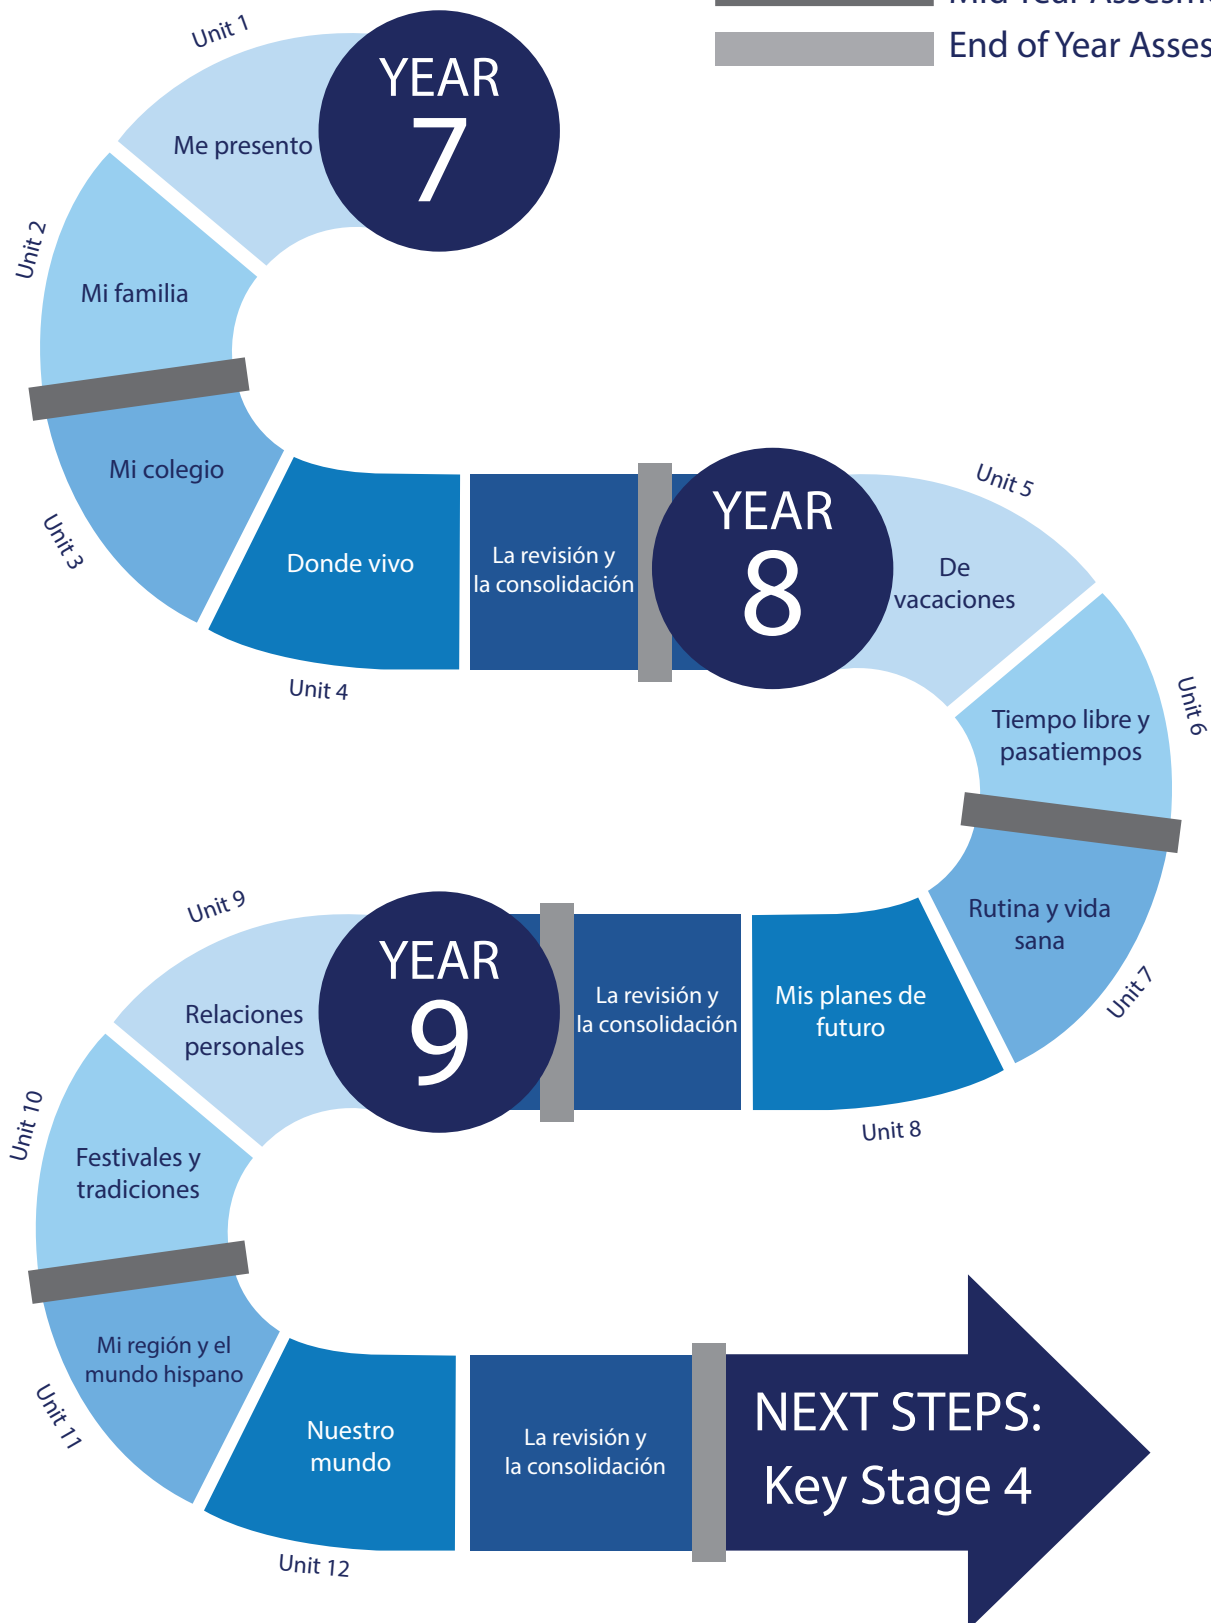 Mid Year
End of Year
Unit 1
YEAR
7
Me presento
Unit 2
Mi familia
Mi colegio
Unit 3
Donde vivo
Unit 4
La revisión y
la consolidación
YEAR
8
Unit 5
De
vacaciones
Unit 6
Tiempo libre y
pasatiempos
Rutina y vida
sana
Unit 7
Mis planes de
futuro
Unit 8
La revisión y
la consolidación
YEAR
9
Unit 9
Relaciones
personales
Unit 10
Festivales y
tradiciones
Mi región y el
mundo hispano
Unit 11
Nuestro
mundo
Unit 12
La revisión y
la consolidación
NEXT STEPS:
Key Stage 4